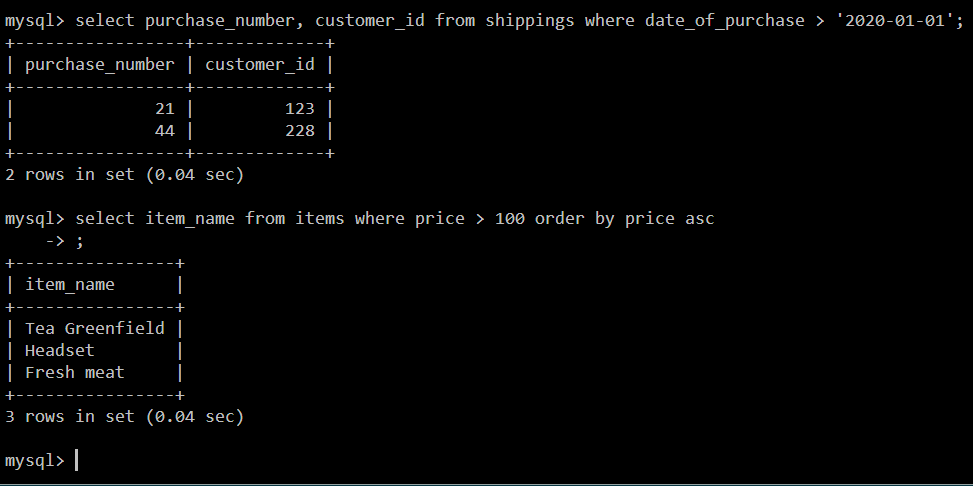 mysql> select purchase_number, customer_id from shippings where date_of_purchase > '2020-01-01';
+-----------------+-------------+
| purchase_number | customer_id |
+-----------------+-------------+
|              21 |         123 |
|              44 |         228 |
+-----------------+-------------+
2 rows in set (0.04 sec)

mysql> select item_name from items where price > 100 order by price asc
    -> ;
+----------------+
| item_name      |
+----------------+
| Tea Greenfield |
| Headset        |
| Fresh meat     |
+----------------+
3 rows in set (0.04 sec)

mysql>